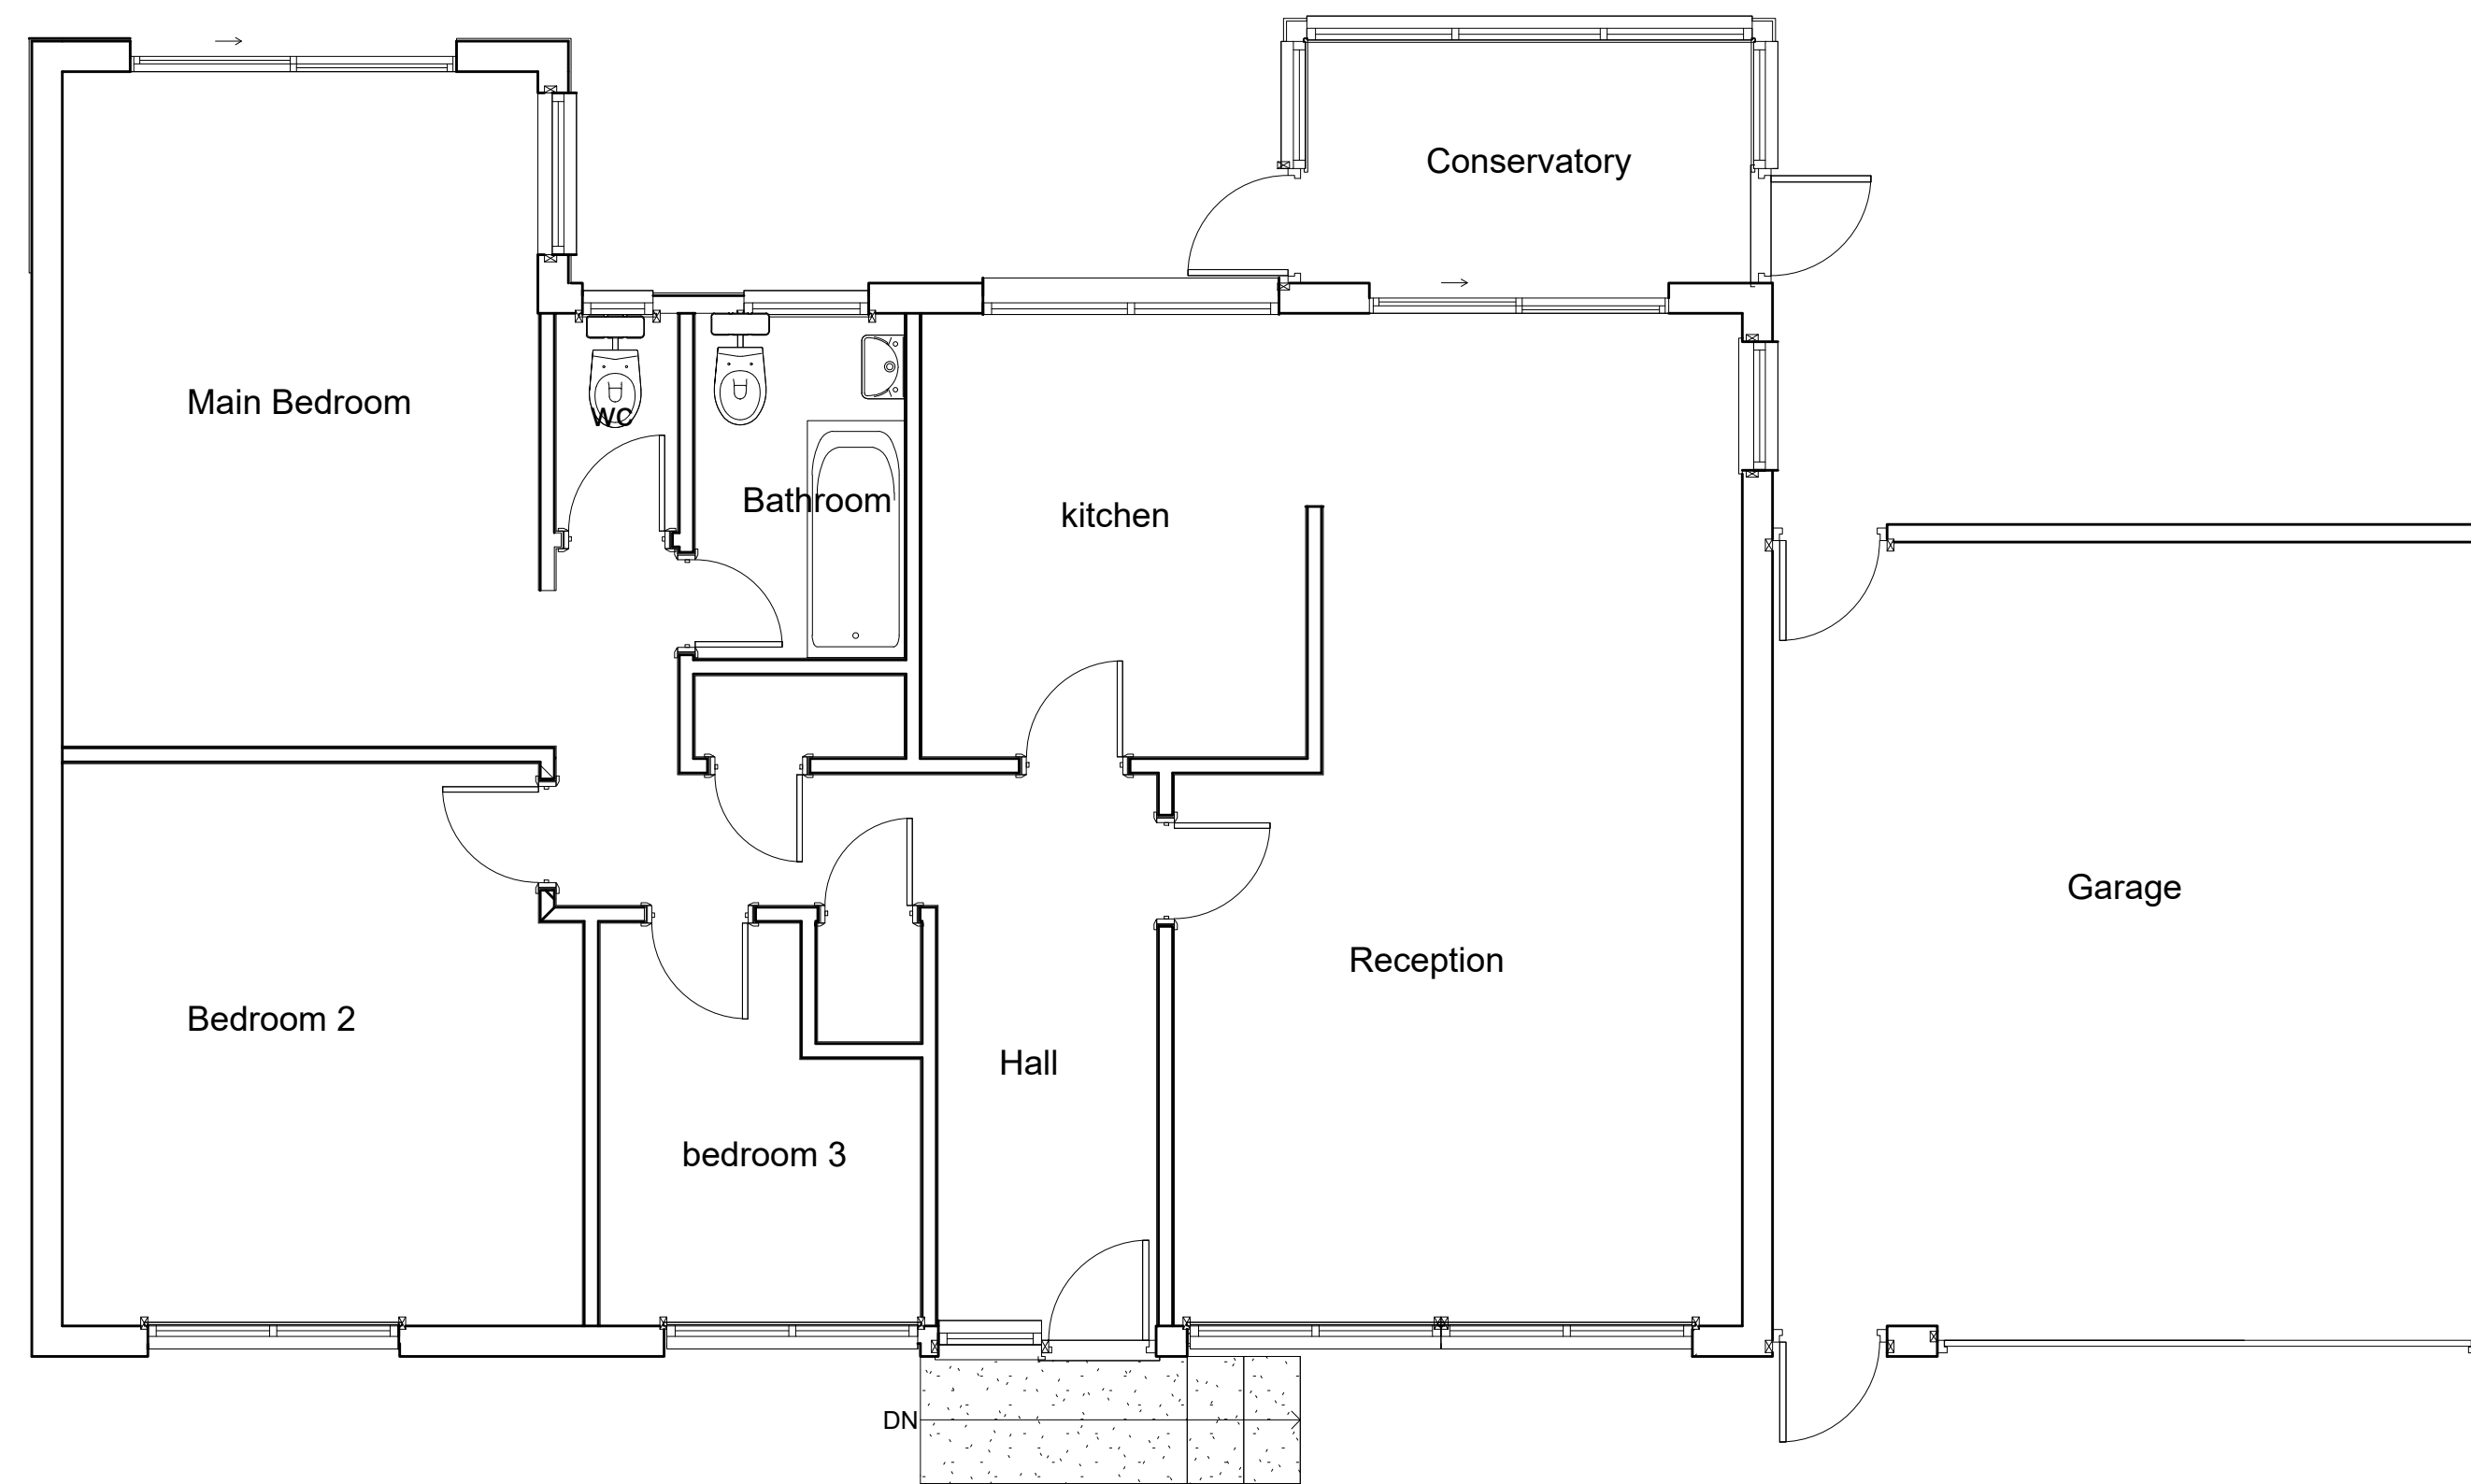 Conservatory
Main Bedroom
wc
Bathroom
kitchen
Garage
Reception
Bedroom 2
Hall
bedroom 3
DN